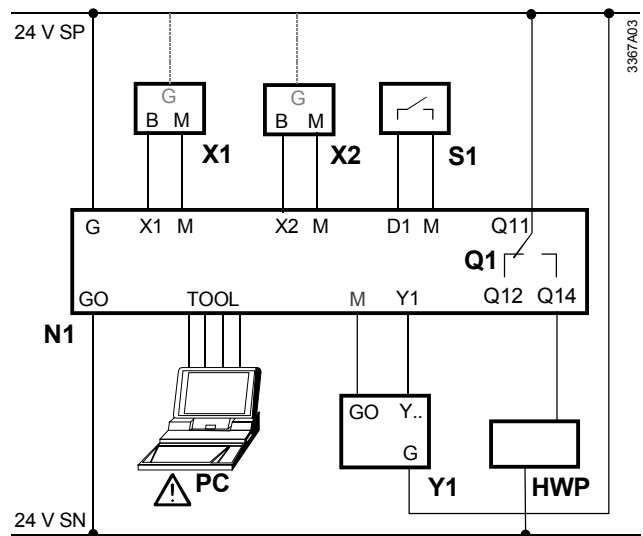 24 V SP
3367A03
G G
B M B M
X1 X2 S1
G X1 M X2 M D1 M Q11
Q1
GO TOOL M Y1 Q12 Q14
N1
GO Y..
G
PC Y1 HWP
24 V SN